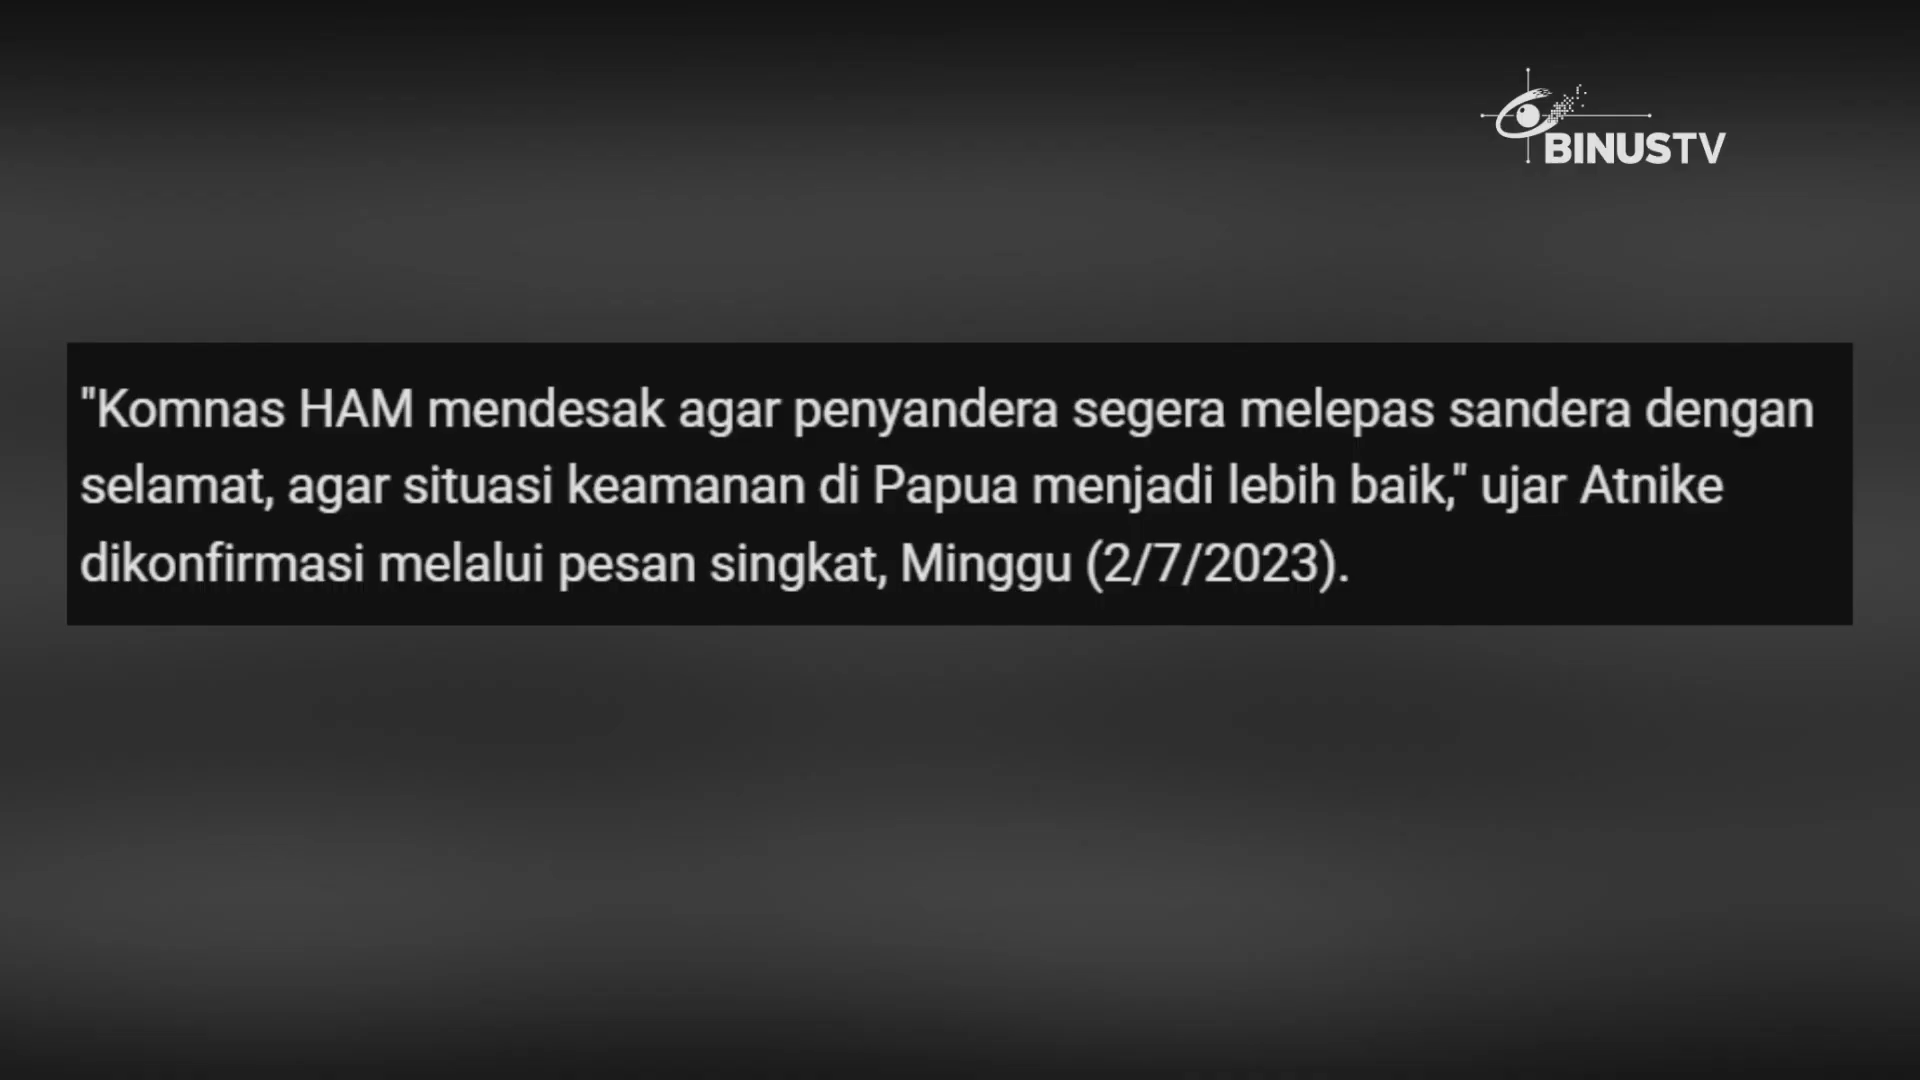 BINUSTV
"Komnas HAM mendesak agar penyandera segera melepas sandera dengan
selamat, agar situasi keamanan di Papua menjadi lebih baik," ujar Atnike
dikonfirmasi melalui pesan singkat, Minggu (2/7/2023).